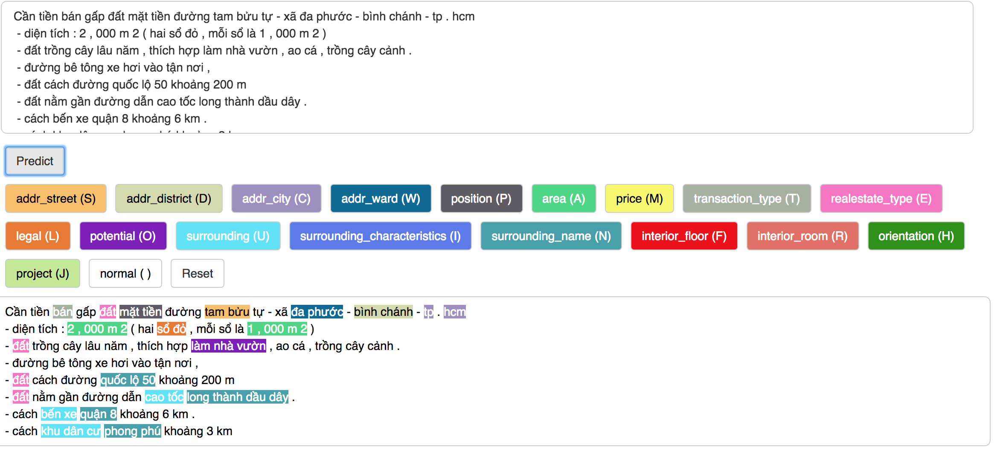 Cần tiền bán gấp đất mặt tiền đường tam bửu tự - xã đa phước - bình chánh - tp . hcm
- diện tích : 2 , 000 m 2 ( hai sổ đỏ , mỗi sổ là 1 , 000 m 2 )
- đất trồng cây lâu năm , thích hợp làm nhà vườn , ao cá , trồng cây cảnh .
- đường bê tông xe hơi vào tận nơi ,
- đất cách đường quốc lộ 50 khoảng 200 m
- đất nằm gần đường dẫn cao tốc long thành dầu dây .
- cách bến xe quận 8 khoảng 6 km .
Predict
addr_street (S) addr_district (D) addr_city (C) addr_ward (W) position (P) area (A) price (M) transaction_type (T) realestate_type (E)
legal (L) potential (O) surrounding (U) surrounding_characteristics (I) surrounding_name (N) interior_floor (F) interior_room (R) orientation (H)
project (J) normal ( ) Reset
Cần tiền bán gấp đất mặt tiền đường tam bửu tự - xã đa phước - bình chánh - tp . hcm
- diện tích : 2 , 000 m 2 ( hai sổ đỏ , mỗi sổ là 1 , 000 m 2 )
- đất trồng cây lâu năm , thích hợp làm nhà vườn , ao cá , trồng cây cảnh .
- đường bê tông xe hơi vào tận nơi ,
- đất cách đường quốc lộ 50 khoảng 200 m
- đất nằm gần đường dẫn cao tốc long thành dầu dây .
- cách bến xe quận 8 khoảng 6 km .
- cách khu dân cư phong phú khoảng 3 km